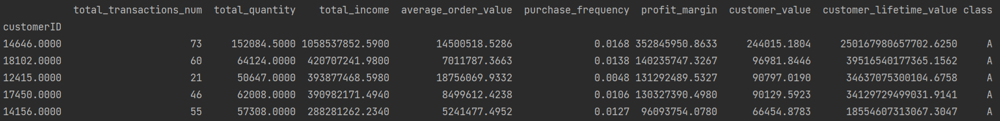 total_transactions_num total_quantity total_income average_order_value purchase_frequency profit_margin customer_value customer_lifetime_value class
customerID
14646.0000 73 152084.5000 1058537852.5900 14500518.5286 0.0168 352845950.8633 244015.1804 250167980657702.6250 A
18102.0000 60 64124.0000 420707241.9800 7011787.3663 0.0138 140235747.3267 96981.8446 39516540177365.1562 A
12415.0000 21 50647.0000 393877468.5980 18756069.9332 0.0048 131292489.5327 90797.0190 34637075300104.6758 A
17450.0000 46 62008.0000 390982171.4940 8499612.4238 0.0106 130327390.4980 90129.5923 34129729499031.9141 A
14156.0000 55 57308.0000 288281262.2340 5241477.4952 0.0127 96093754.0780 66454.8783 18554607313067.3047 A